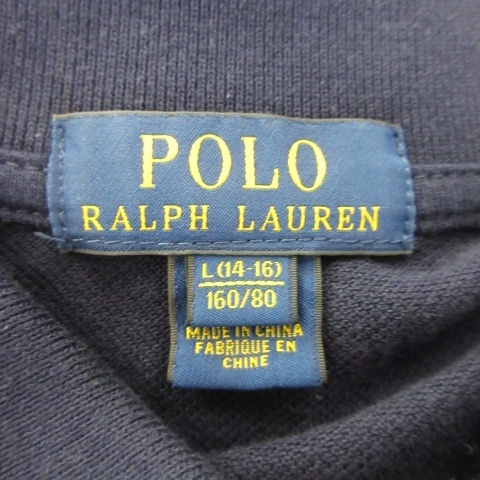 POLO
RALPH LAUREN
L (14-16)
160/80
MADE IN CHINA
FABRIQUE EN
CHINE